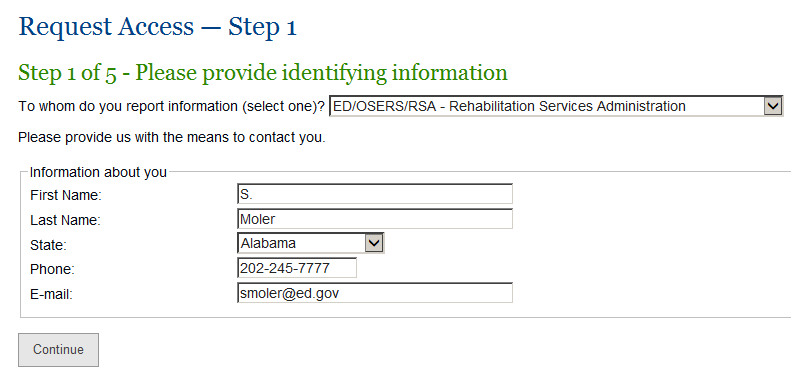 Request Access — Step 1
Step 1 of 5 - Please provide identifying information
To whom do you report information (select one)? ED/OSERS/RSA - Rehabilitation Services Administration
Please provide us with the means to contact you.
Information about you
First Name: S.
Last Name: Moler
State: Alabama
Phone: 202-245-7777
E-mail: smoler@ed.gov
Continue